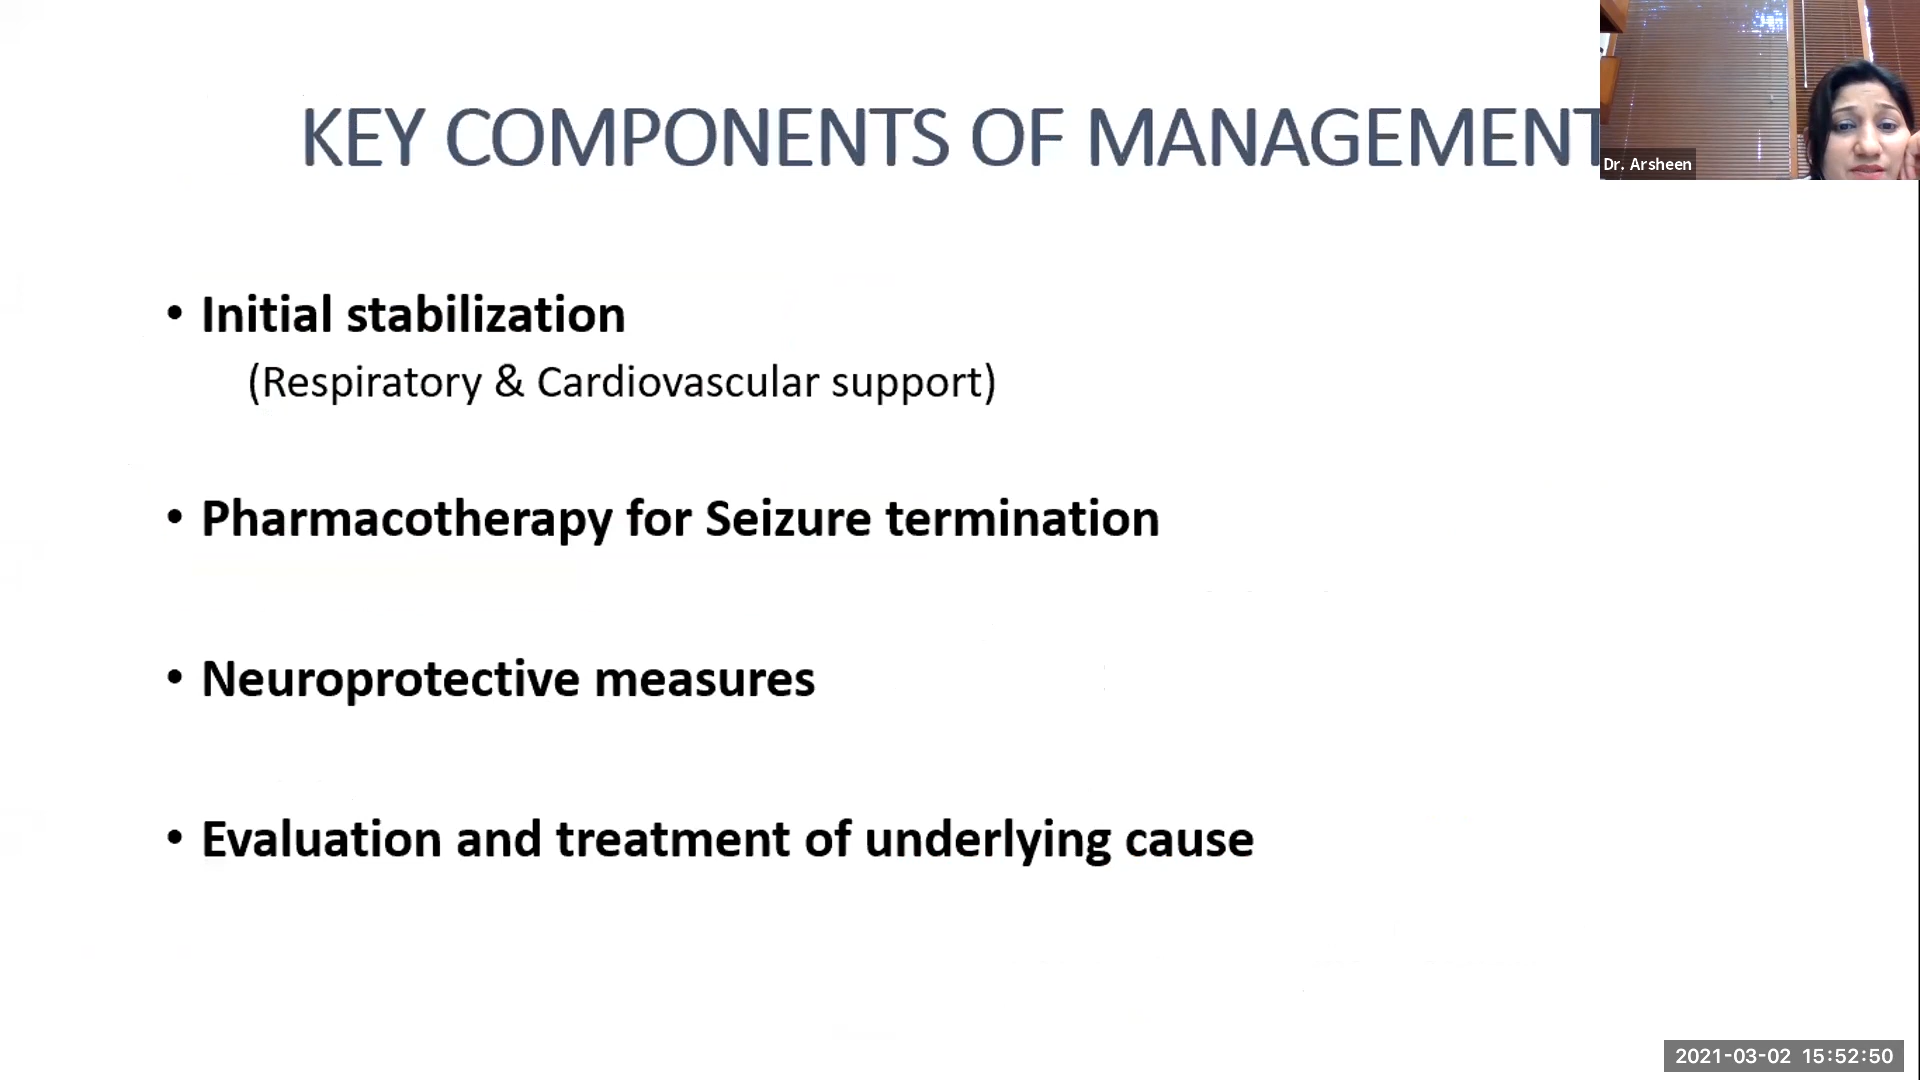 KEY COMPONENTS OF MANAGEMENT
Dr. Arsheen
• Initial stabilization
(Respiratory & Cardiovascular support)
• Pharmacotherapy for Seizure termination
• Neuroprotective measures
• Evaluation and treatment of underlying cause
2021-03-02 15:52:50